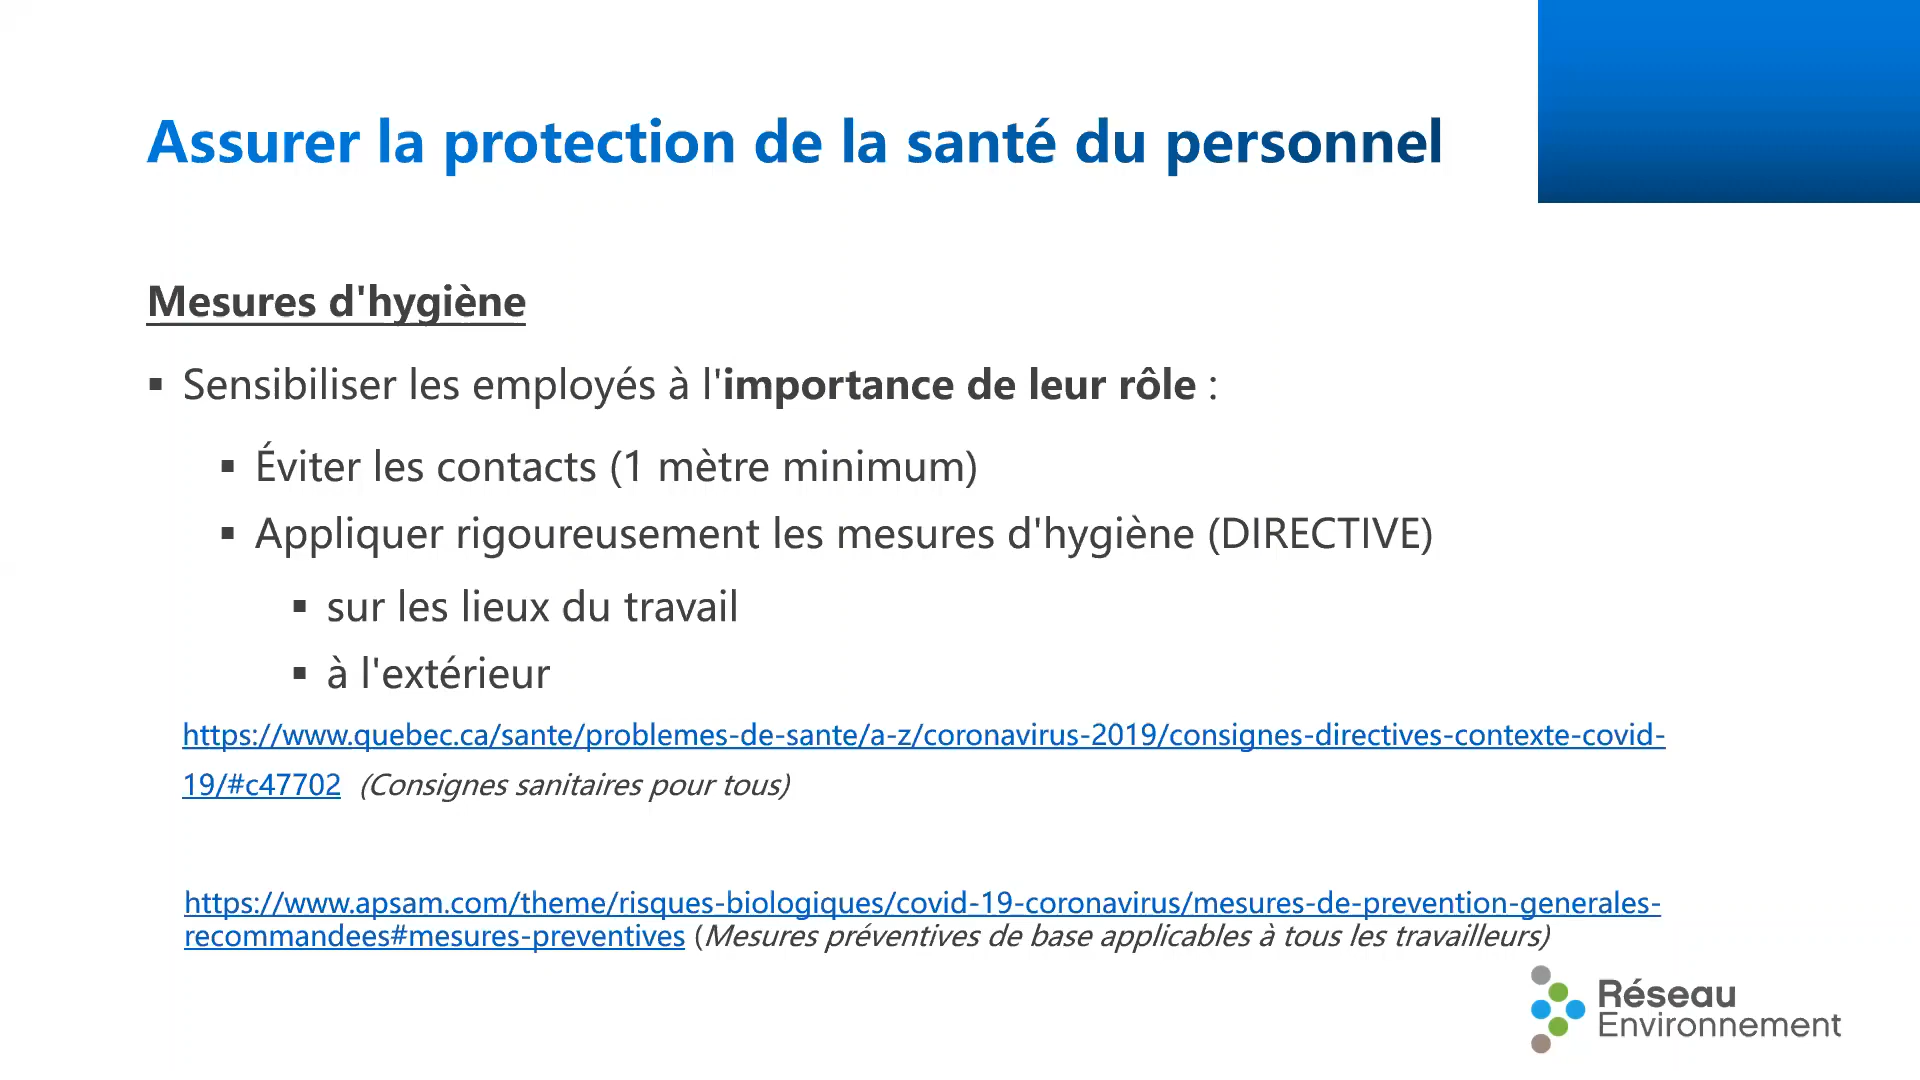 Assurer la protection de la santé du personnel
Mesures d'hygiène
▪ Sensibiliser les employés à l'importance de leur rôle :
▪ Éviter les contacts (1 mètre minimum)
▪ Appliquer rigoureusement les mesures d'hygiène (DIRECTIVE)
▪ sur les lieux du travail
▪ à l'extérieur
https://www.quebec.ca/sante/problemes-de-sante/a-z/coronavirus-2019/consignes-directives-contexte-covid-
19/#c47702 (Consignes sanitaires pour tous)
https://www.apsam.com/theme/risques-biologiques/covid-19-coronavirus/mesures-de-prevention-generales-
recommandees#mesures-preventives (Mesures préventives de base applicables à tous les travailleurs)
Réseau
Environnement